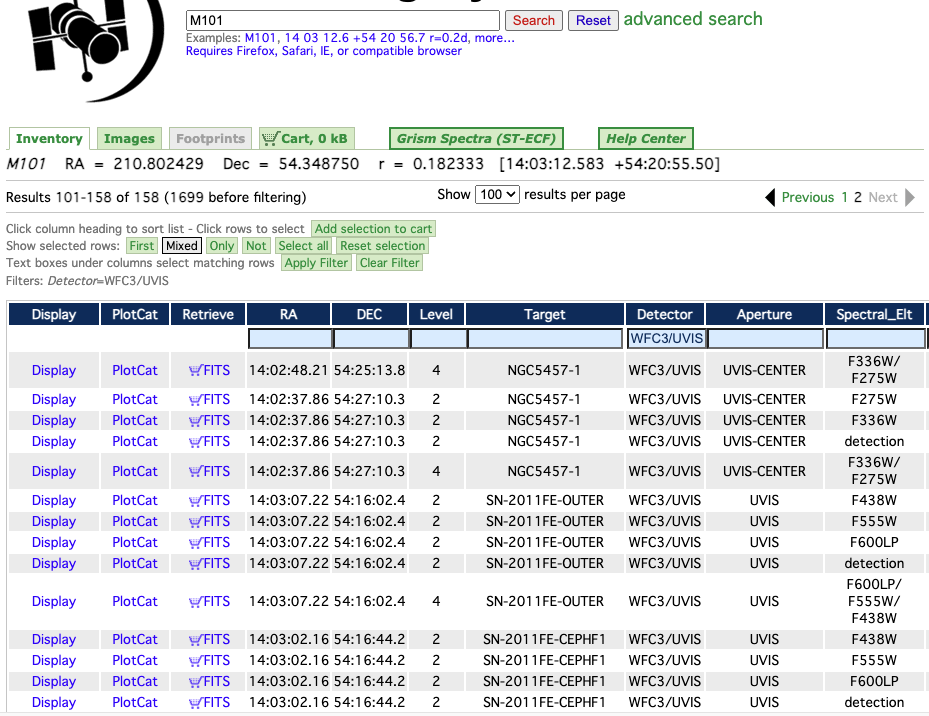 M101 Search Reset advanced search
Examples: M101, 14 03 12.6 +54 20 56.7 r=0.2d, more...
Requires Firefox, Safari, IE, or compatible browser
Inventory Images Footprints Cart, 0 kB Grism Spectra (ST-ECF) Help Center
M101 RA = 210.802429 Dec = 54.348750 r = 0.182333 [14:03:12.583 +54:20:55.50]
Results 101-158 of 158 (1699 before filtering) Show 100 results per page Previous 1 2 Next
Click column heading to sort list - Click rows to select Add selection to cart
Show selected rows: First Mixed Only Not Select all Reset selection
Text boxes under columns select matching rows Apply Filter Clear Filter
Filters: Detector=WFC3/UVIS
Display PlotCat Retrieve RA DEC Level Target Detector Aperture Spectral_Elt
WFC3/UVIS
Display PlotCat FITS 14:02:48.21 54:25:13.8 4 NGC5457-1 WFC3/UVIS UVIS-CENTER F336W/
F275W
Display PlotCat FITS 14:02:37.86 54:27:10.3 2 NGC5457-1 WFC3/UVIS UVIS-CENTER F275W
Display PlotCat FITS 14:02:37.86 54:27:10.3 2 NGC5457-1 WFC3/UVIS UVIS-CENTER F336W
Display PlotCat FITS 14:02:37.86 54:27:10.3 2 NGC5457-1 WFC3/UVIS UVIS-CENTER detection
Display PlotCat FITS 14:02:37.86 54:27:10.3 4 NGC5457-1 WFC3/UVIS UVIS-CENTER F336W/
F275W
Display PlotCat FITS 14:03:07.22 54:16:02.4 2 SN-2011FE-OUTER WFC3/UVIS UVIS F438W
Display PlotCat FITS 14:03:07.22 54:16:02.4 2 SN-2011FE-OUTER WFC3/UVIS UVIS F555W
Display PlotCat FITS 14:03:07.22 54:16:02.4 2 SN-2011FE-OUTER WFC3/UVIS UVIS F600LP
Display PlotCat FITS 14:03:07.22 54:16:02.4 2 SN-2011FE-OUTER WFC3/UVIS UVIS detection
Display PlotCat FITS 14:03:07.22 54:16:02.4 4 SN-2011FE-OUTER WFC3/UVIS UVIS F600LP/
F555W/
F438W
Display PlotCat FITS 14:03:02.16 54:16:44.2 2 SN-2011FE-CEPHF1 WFC3/UVIS UVIS F438W
Display PlotCat FITS 14:03:02.16 54:16:44.2 2 SN-2011FE-CEPHF1 WFC3/UVIS UVIS F555W
Display PlotCat FITS 14:03:02.16 54:16:44.2 2 SN-2011FE-CEPHF1 WFC3/UVIS UVIS F600LP
Display PlotCat FITS 14:03:02.16 54:16:44.2 2 SN-2011FE-CEPHF1 WFC3/UVIS UVIS detection